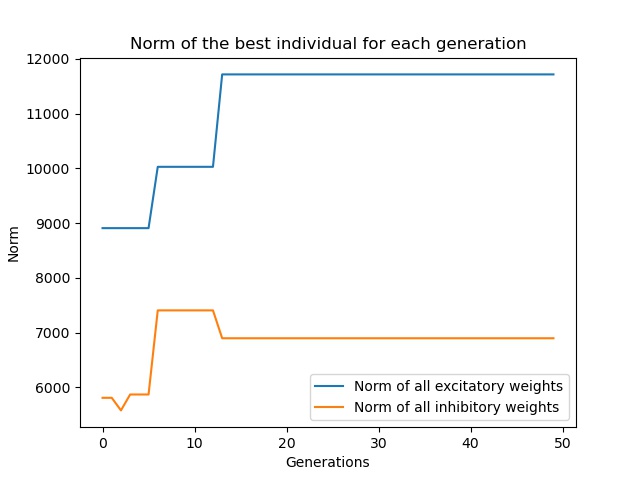 Norm of the best individual for each generation
12000
11000
10000
9000
8000
7000
6000
Norm
0 10 20 30 40 50
Generations
Norm of all excitatory weights
Norm of all inhibitory weights